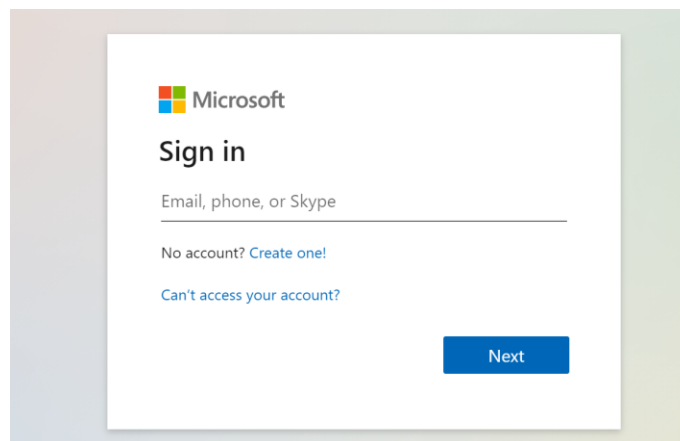 Microsoft
Sign in
Email, phone, or Skype
No account? Create one!
Can't access your account?
Next